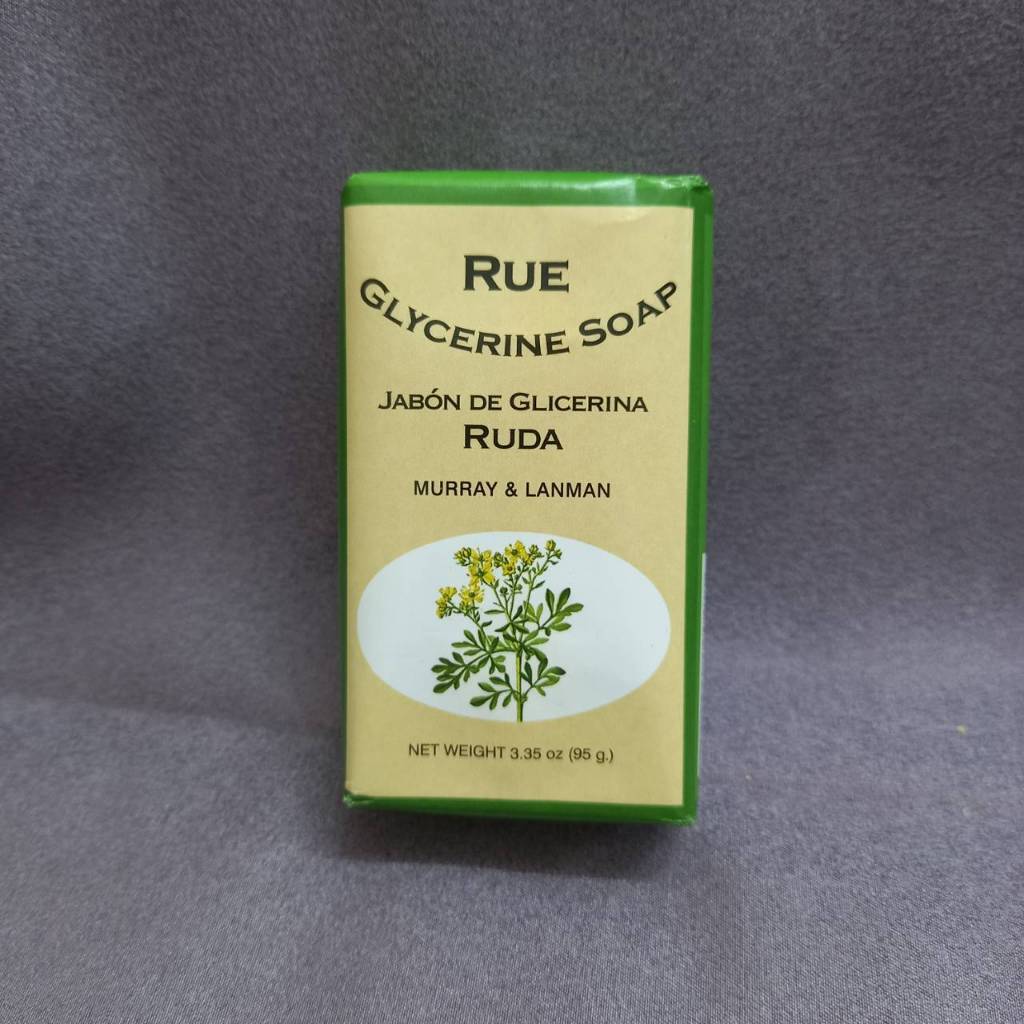 RUE
GLYCERINE SOAP
JABÓN DE GLICERINA
RUDA
MURRAY & LANMAN
NET WEIGHT 3.35 oz (95 g.)